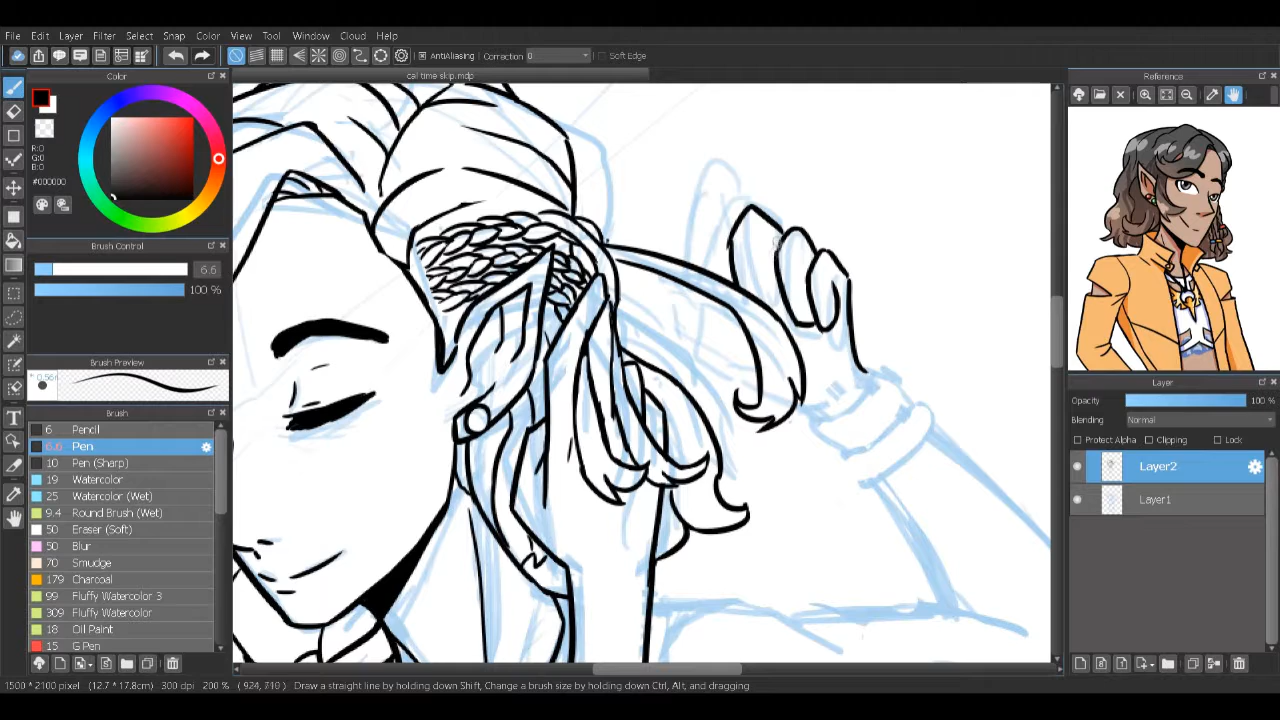 File Edit Layer Filter Select Snap Color View Tool Window Cloud Help
AntiAliasing Correction 0 Soft Edge
Color
cal time skip.mdp
Reference
R:0
G:0
B:0
#000000
Brush Control
6.6
100 %
Brush Preview
Brush
6 Pencil
6.6 Pen
10 Pen (Sharp)
19 Watercolor
25 Watercolor (Wet)
9.4 Round Brush (Wet)
50 Eraser (Soft)
50 Blur
70 Smudge
179 Charcoal
99 Fluffy Watercolor 3
309 Fluffy Watercolor
18 Oil Paint
15 G Pen
Layer
Opacity 100 %
Blending Normal
Protect Alpha Clipping Lock
Layer2
Layer1
1500 * 2100 pixel (12.7 * 17.8cm) 300 dpi 200 % ( 924, 710 ) Draw a straight line by holding down Shift, Change a brush size by holding down Ctrl, Alt, and dragging